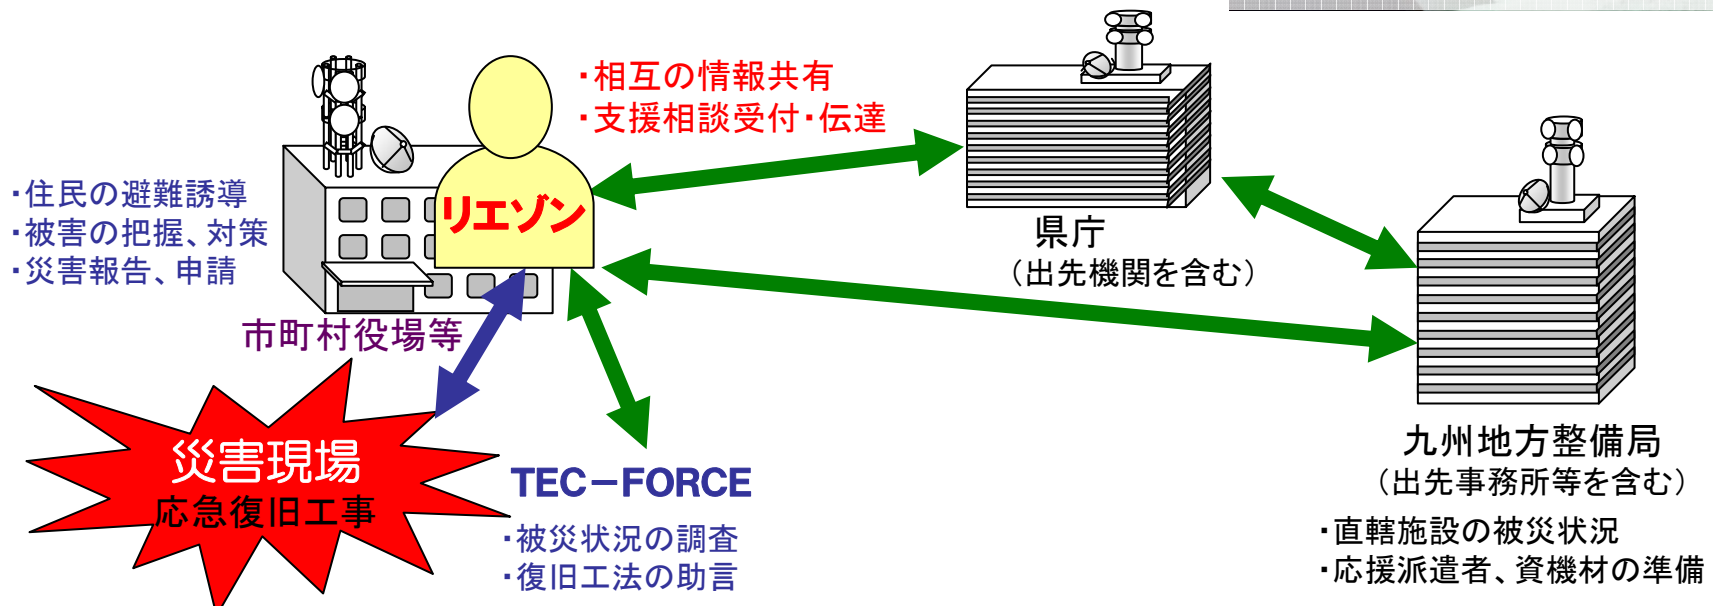 ・相互の情報共有
・支援相談受付・伝達
・住民の避難誘導
・被害の把握、対策
・災害報告、申請
リエゾン
市町村役場等
県庁
（出先機関を含む）
災害現場
応急復旧工事
TEC－FORCE
・被災状況の調査
・復旧工法の助言
九州地方整備局
（出先事務所等を含む）
・直轄施設の被災状況
・応援派遣者、資機材の準備